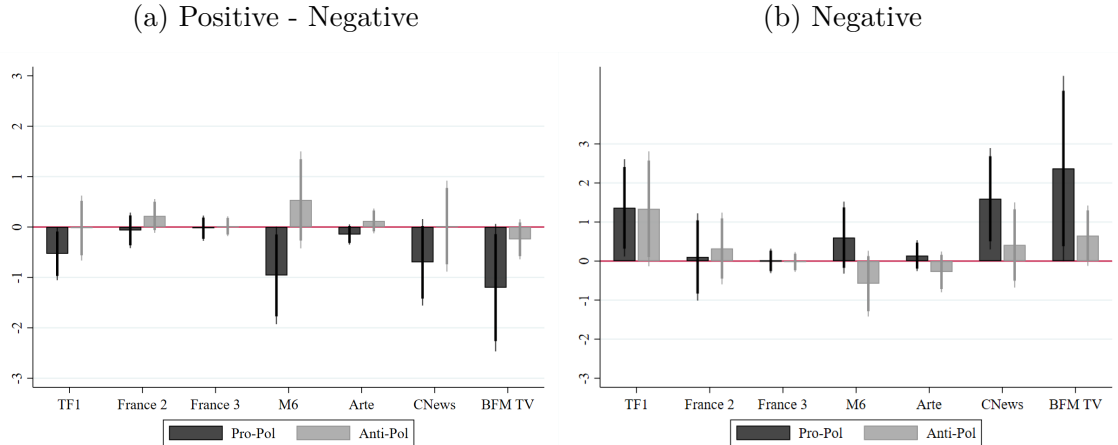 (a) Positive - Negative
3
2
1
0
-1
-2
-3
TF1 France 2 France 3 M6 Arte CNews BFM TV
Pro-Pol Anti-Pol
(b) Negative
3
2
1
0
-1
-2
-3
TF1 France 2 France 3 M6 Arte CNews BFM TV
Pro-Pol Anti-Pol